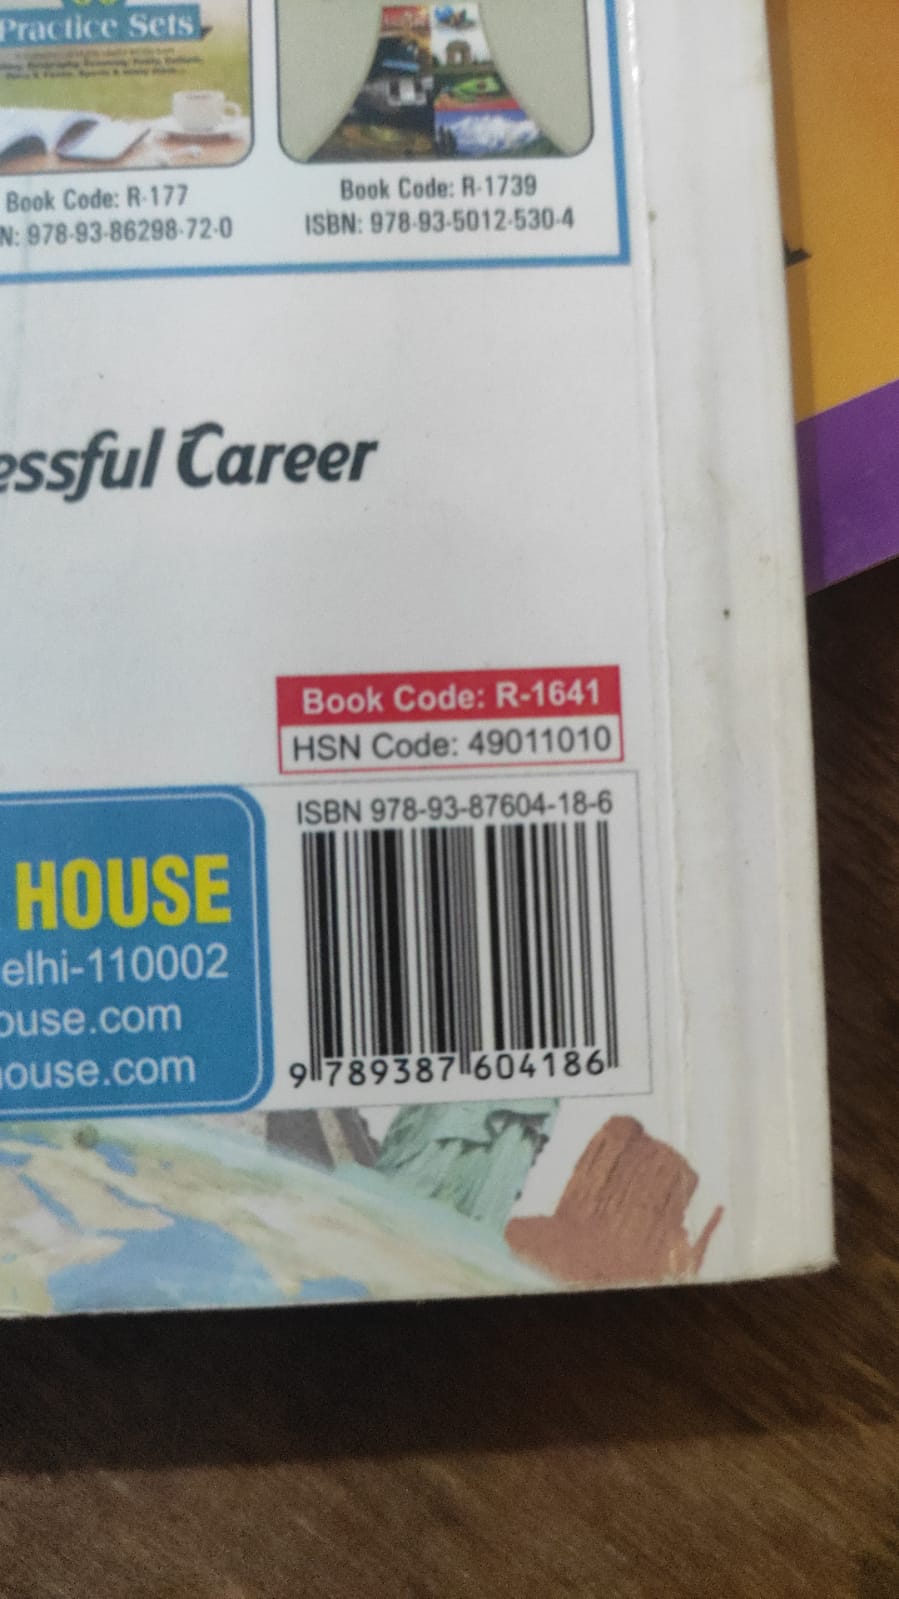 Practice Sets
Book Code: R-177
N: 978-93-86298-72-0
Book Code: R-1739
ISBN: 978-93-5012-530-4
essful Career
Book Code: R-1641
HSN Code: 49011010
ISBN 978-93-87604-18-6
HOUSE
elhi-110002
ouse.com
ouse.com
9 789387 604186